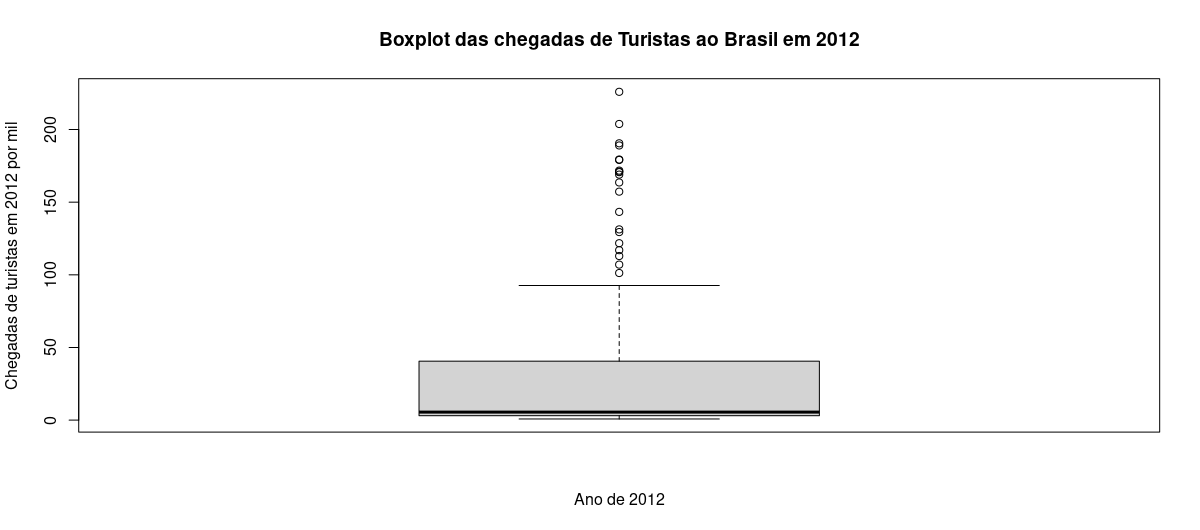 Boxplot das chegadas de Turistas ao Brasil em 2012
Chegadas de turistas em 2012 por mil
200
150
100
50
0
Ano de 2012